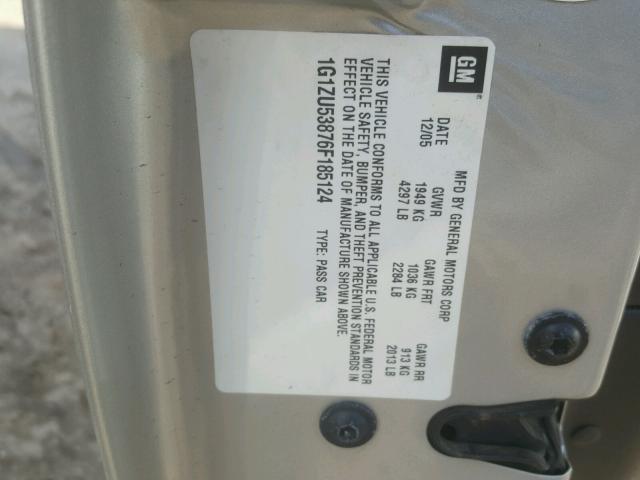 GM
MFD BY GENERAL MOTORS CORP
DATE GVWR GAWR FRT GAWR RR
12/05 1949 KG 1036 KG 913 KG
4297 LB 2284 LB 2013 LB
THIS VEHICLE CONFORMS TO ALL APPLICABLE U.S. FEDERAL MOTOR
VEHICLE SAFETY, BUMPER, AND THEFT PREVENTION STANDARDS IN
EFFECT ON THE DATE OF MANUFACTURE SHOWN ABOVE.
1G1ZU53876F185124 TYPE: PASS CAR